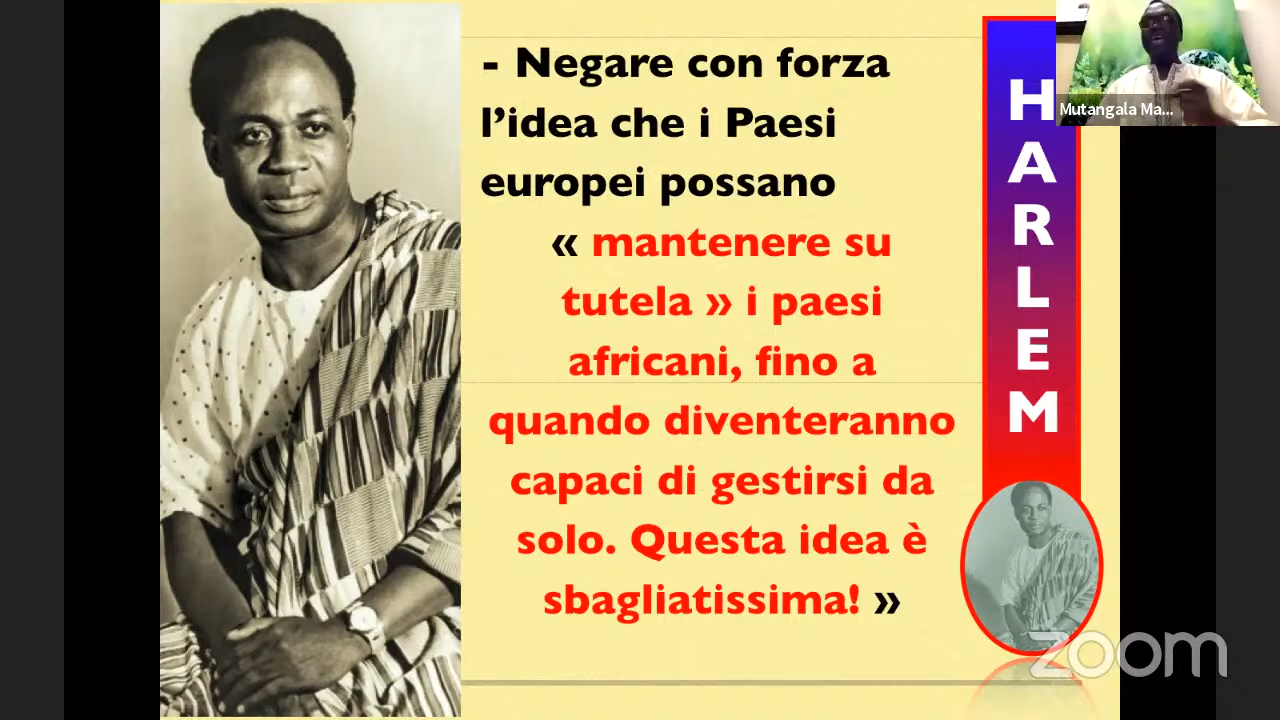 - Negare con forza
l’idea che i Paesi
europei possano
« mantenere su
tutela » i paesi
africani, fino a
quando diventeranno
capaci di gestirsi da
solo. Questa idea è
sbagliatissima! »
HARLEM
Mutangala Ma...
zoom